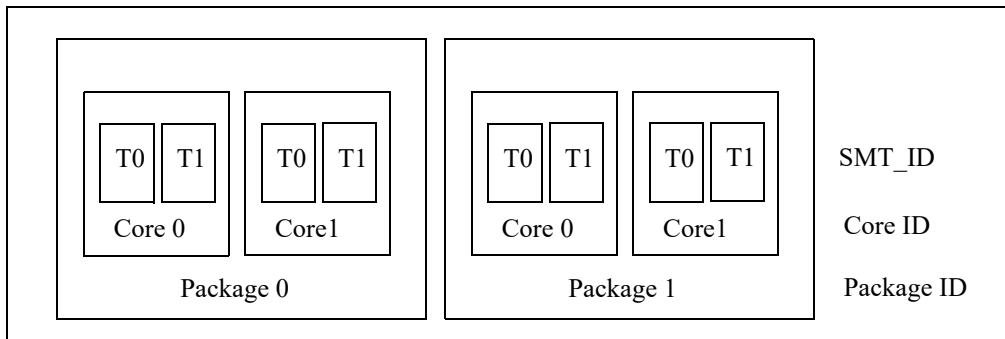 T0 T1 T0 T1 T0 T1 T0 T1 SMT_ID
Core 0 Core1 Core 0 Core1 Core ID
Package 0 Package 1 Package ID